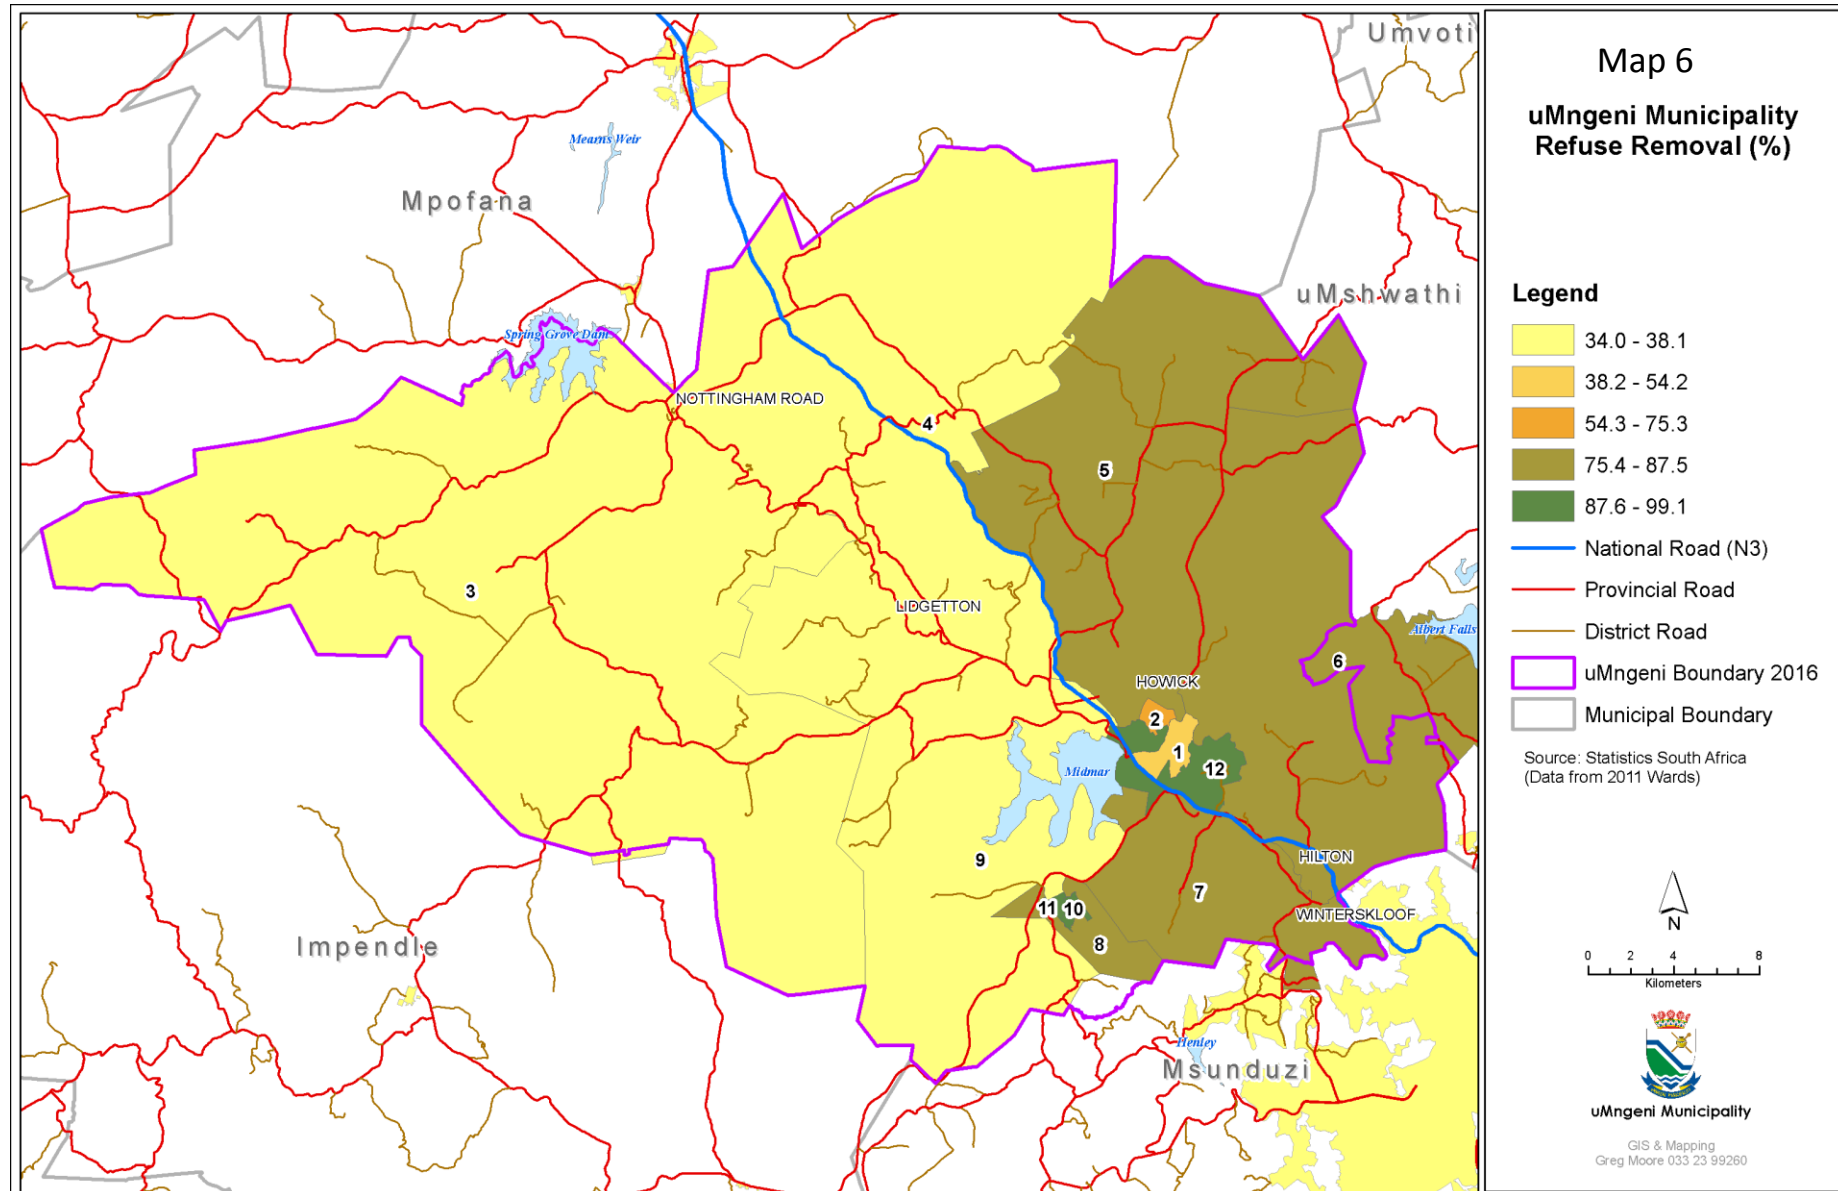 Umvoti
Mearns Weir
Mpofana
uMshwathi
Spring Grove Dam
NOTTINGHAM ROAD
4
5
3
LIDGETTON
Albert Falls
6
HOWICK
2
1
12
Midmar
9
HILTON
7
11 10
WINTERSKLOOF
8
Impendle
Henley
Msunduzi
Map 6
uMngeni Municipality
Refuse Removal (%)
Legend
34.0 - 38.1
38.2 - 54.2
54.3 - 75.3
75.4 - 87.5
87.6 - 99.1
National Road (N3)
Provincial Road
District Road
uMngeni Boundary 2016
Municipal Boundary
Source: Statistics South Africa
(Data from 2011 Wards)
N
0 2 4 8
Kilometers
uMngeni Municipality
GIS & Mapping
Greg Moore 033 23 99260